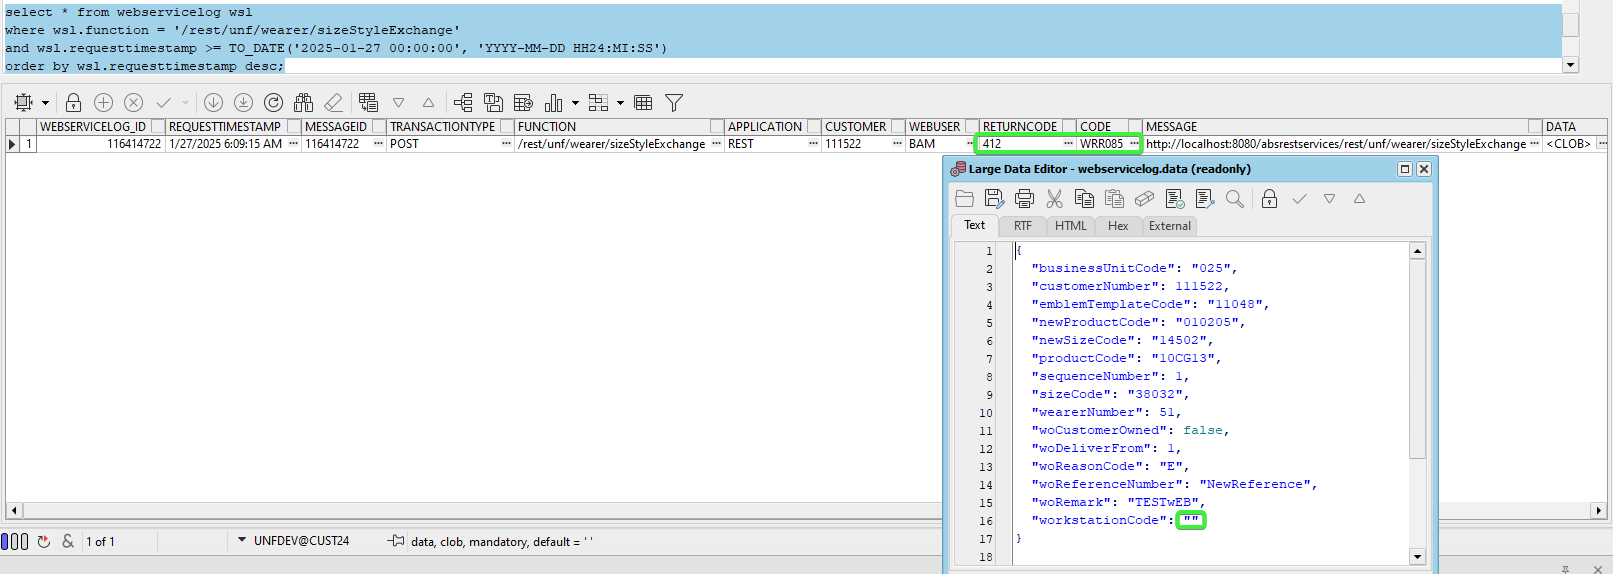 select * from webservicelog wsl
where wsl.function = '/rest/unf/wearer/sizeStyleExchange'
and wsl.requesttimestamp >= TO_DATE('2025-01-27 00:00:00', 'YYYY-MM-DD HH24:MI:SS')
order by wsl.requesttimestamp desc;
WEBSERVICELOG_ID REQUESTTIMESTAMP MESSAGEID TRANSACTIONTYPE FUNCTION APPLICATION CUSTOMER WEBUSER RETURNCODE CODE MESSAGE DATA
1 116414722 1/27/2025 6:09:15 AM ... 116414722 ... POST ... /rest/unf/wearer/sizeStyleExchange ... REST ... 111522 ... BAM ... 412 ... WRR085 ... http://localhost:8080/absrestservices/rest/unf/wearer/sizeStyleExchange ... <CLOB> ...
Large Data Editor - webservicelog.data (readonly)
Text RTF HTML Hex External
1 {
2 "businessUnitCode": "025",
3 "customerNumber": 111522,
4 "emblemTemplateCode": "11048",
5 "newProductCode": "010205",
6 "newSizeCode": "14502",
7 "productCode": "10CG13",
8 "sequenceNumber": 1,
9 "sizeCode": "38032",
10 "wearerNumber": 51,
11 "woCustomerOwned": false,
12 "woDeliverFrom": 1,
13 "woReasonCode": "E",
14 "woReferenceNumber": "NewReference",
15 "woRemark": "TESTwEB",
16 "workstationCode": ""
17 }
18
& 1 of 1 UNFDEV@CUST24 data, clob, mandatory, default = ' '